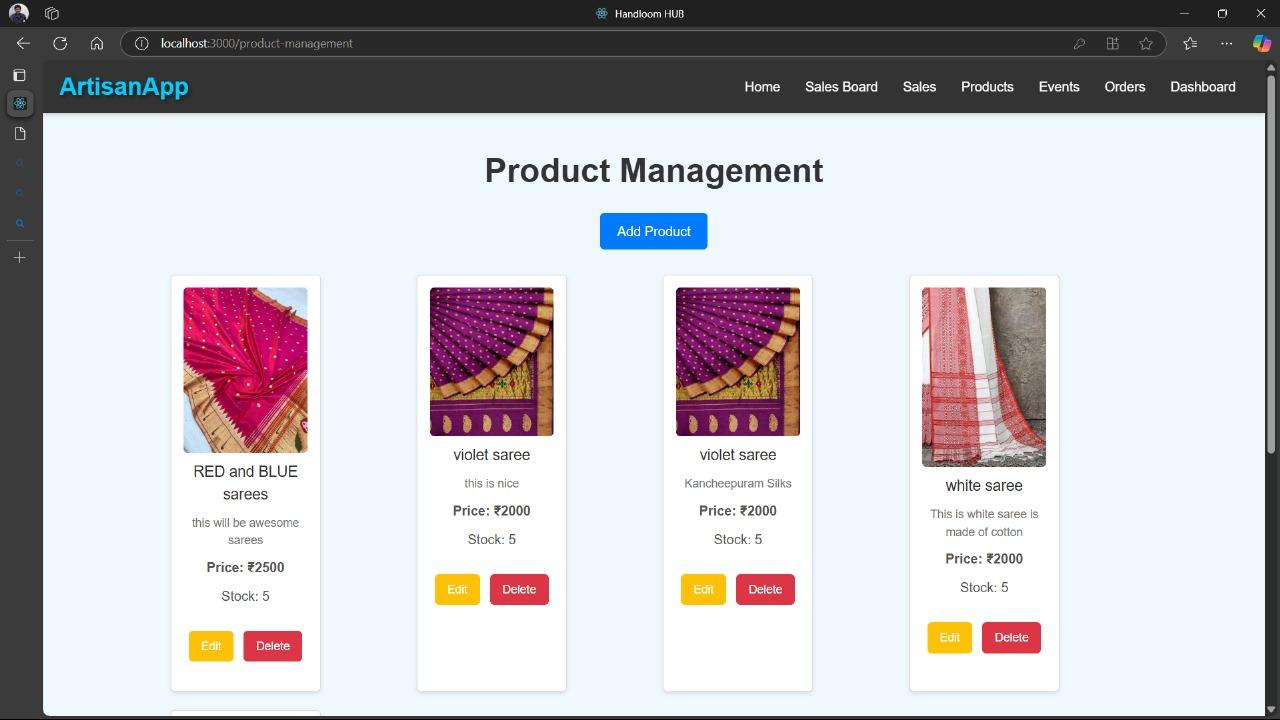 Handloom HUB
localhost:3000/product-management
ArtisanApp
Home Sales Board Sales Products Events Orders Dashboard
Product Management
Add Product
RED and BLUE
sarees
this will be awesome
sarees
Price: ₹2500
Stock: 5
Edit Delete
violet saree
this is nice
Price: ₹2000
Stock: 5
Edit Delete
violet saree
Kancheepuram Silks
Price: ₹2000
Stock: 5
Edit Delete
white saree
This is white saree is
made of cotton
Price: ₹2000
Stock: 5
Edit Delete